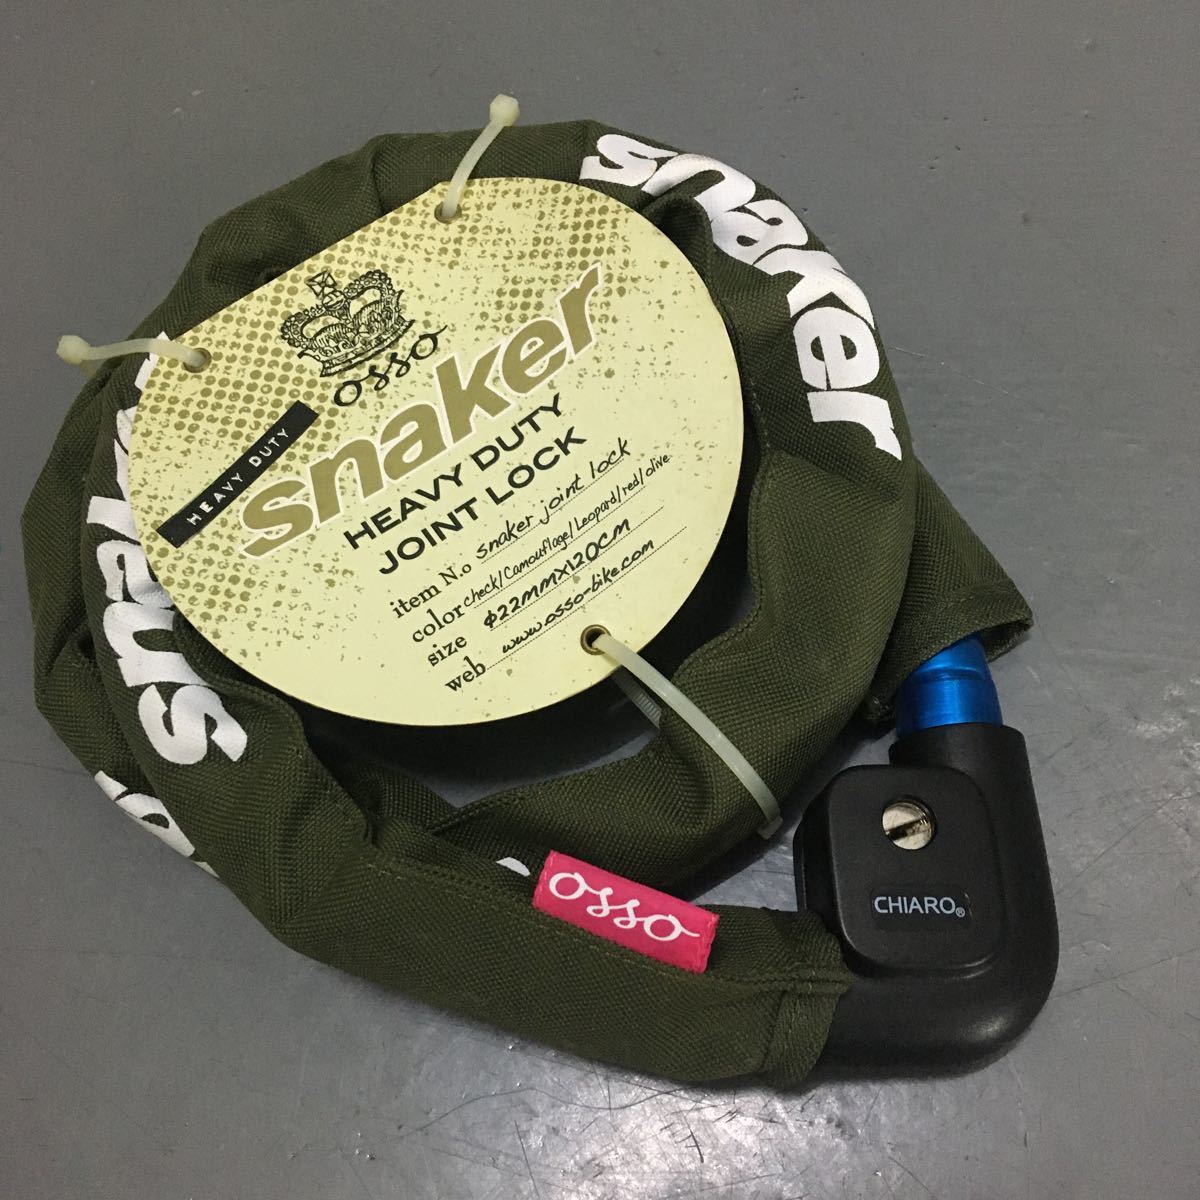 osso
HEAVY DUTY
snaker
HEAVY DUTY
JOINT LOCK
item N.o snaker joint lock
color check/Camouflage/Leopard/red/olive
size Φ22MMX120CM
web www.osso-bike.com
snaker
snaker
osso
CHIARO®